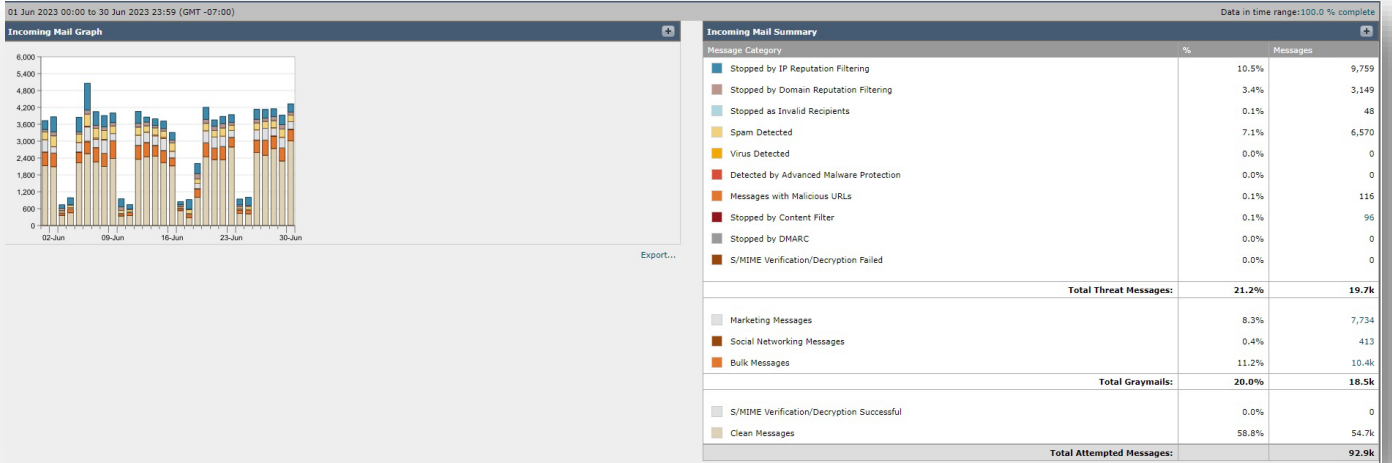 01 Jun 2023 00:00 to 30 Jun 2023 23:59 (GMT -07:00) Data in time range:100.0 % complete
Incoming Mail Graph
6,000
5,400
4,800
4,200
3,600
3,000
2,400
1,800
1,200
600
0
02-Jun 09-Jun 16-Jun 23-Jun 30-Jun
Export...
Incoming Mail Summary
Message Category % Messages
Stopped by IP Reputation Filtering 10.5% 9,759
Stopped by Domain Reputation Filtering 3.4% 3,149
Stopped as Invalid Recipients 0.1% 48
Spam Detected 7.1% 6,570
Virus Detected 0.0% 0
Detected by Advanced Malware Protection 0.0% 0
Messages with Malicious URLs 0.1% 116
Stopped by Content Filter 0.1% 96
Stopped by DMARC 0.0% 0
S/MIME Verification/Decryption Failed 0.0% 0
Total Threat Messages: 21.2% 19.7k
Marketing Messages 8.3% 7,734
Social Networking Messages 0.4% 413
Bulk Messages 11.2% 10.4k
Total Graymails: 20.0% 18.5k
S/MIME Verification/Decryption Successful 0.0% 0
Clean Messages 58.8% 54.7k
Total Attempted Messages: 92.9k